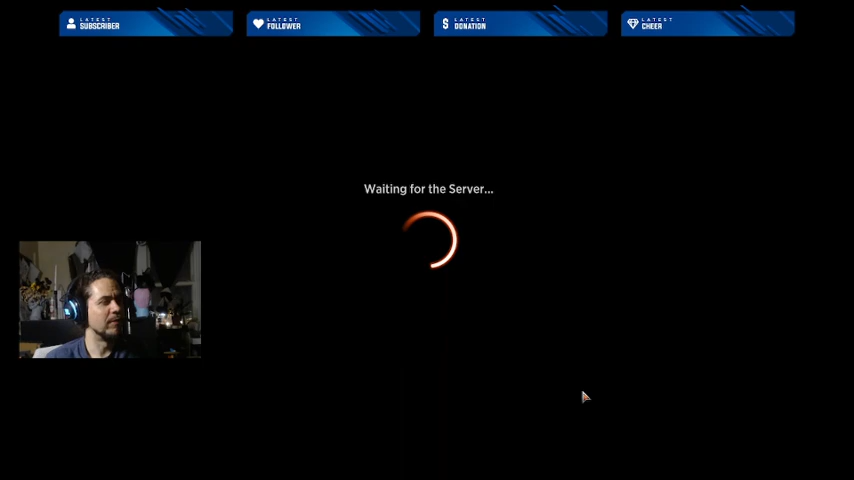 LATEST
SUBSCRIBER
LATEST
FOLLOWER
LATEST
DONATION
LATEST
CHEER
Waiting for the Server...